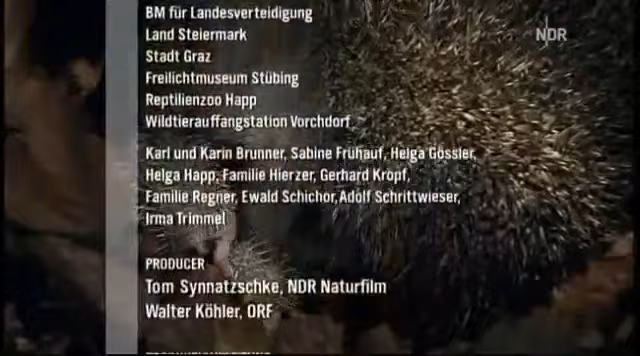 BM für Landesverteidigung
NDR
Land Steiermark
Stadt Graz
Freilichtmuseum Stübing
Reptilienzoo Happ
Wildtierauffangstation Vorchdorf
Karl und Karin Brunner, Sabine Frühauf, Helga Gössler,
Helga Happ, Familie Hierzer, Gerhard Kropf,
Familie Regner, Ewald Schichor, Adolf Schrittwieser,
Irma Trimmel
PRODUCER
Tom Synnatzschke, NDR Naturfilm
Walter Köhler, ORF